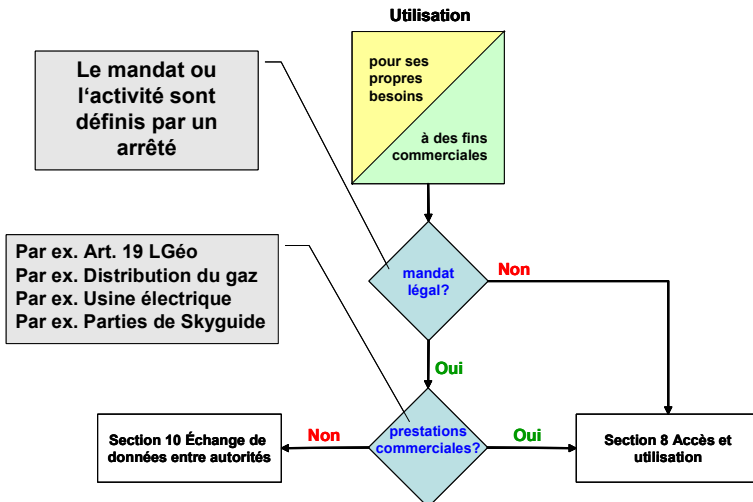 Utilisation
pour ses
propres
besoins
à des fins
commerciales
Le mandat ou
l‘activité sont
définis par un
arrêté
Par ex. Art. 19 LGéo
Par ex. Distribution du gaz
Par ex. Usine électrique
Par ex. Parties de Skyguide
mandat
légal?
Non
Oui
prestations
commerciales?
Non
Oui
Section 10 Échange de
données entre autorités
Section 8 Accès et
utilisation